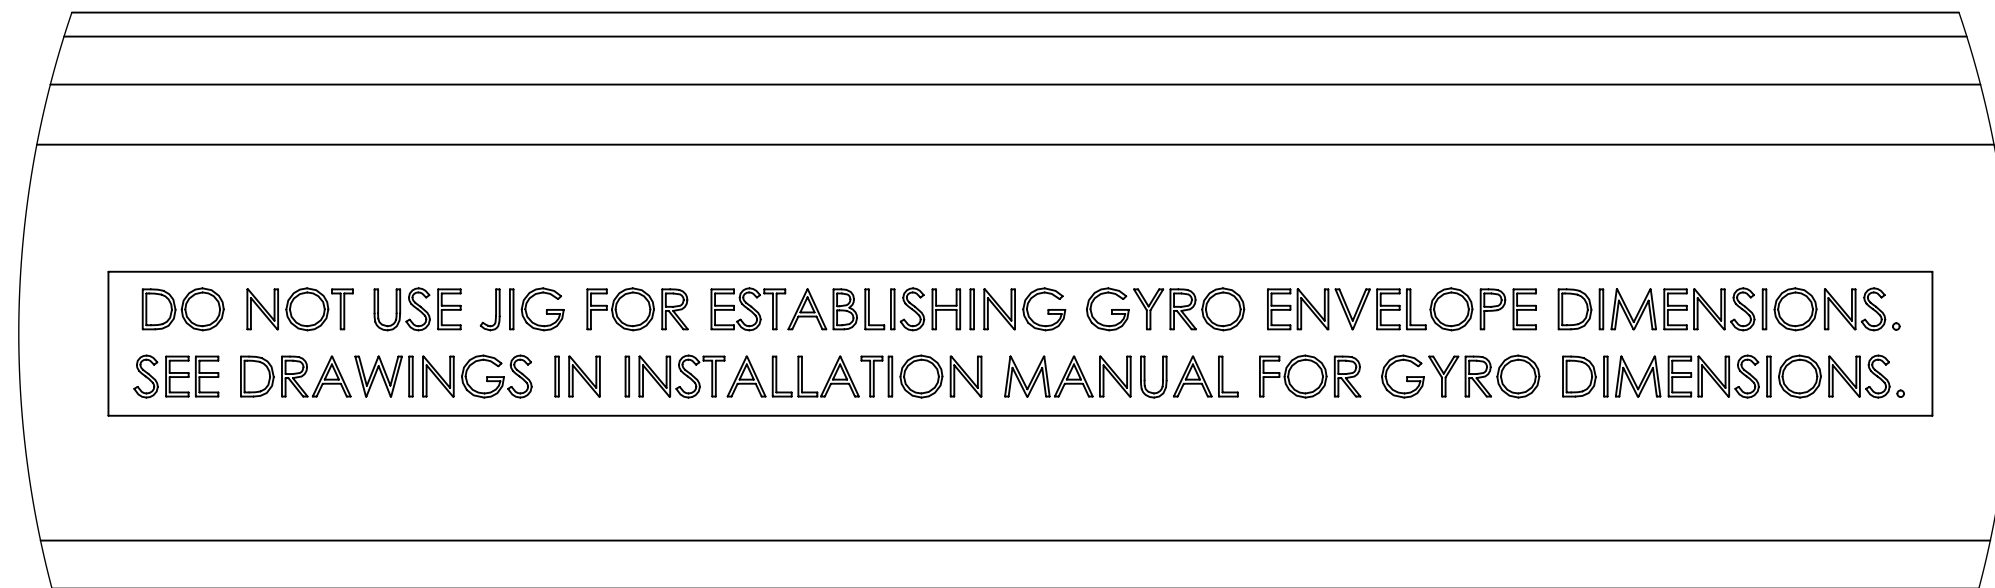 DO NOT USE JIG FOR ESTABLISHING GYRO ENVELOPE DIMENSIONS.
SEE DRAWINGS IN INSTALLATION MANUAL FOR GYRO DIMENSIONS.